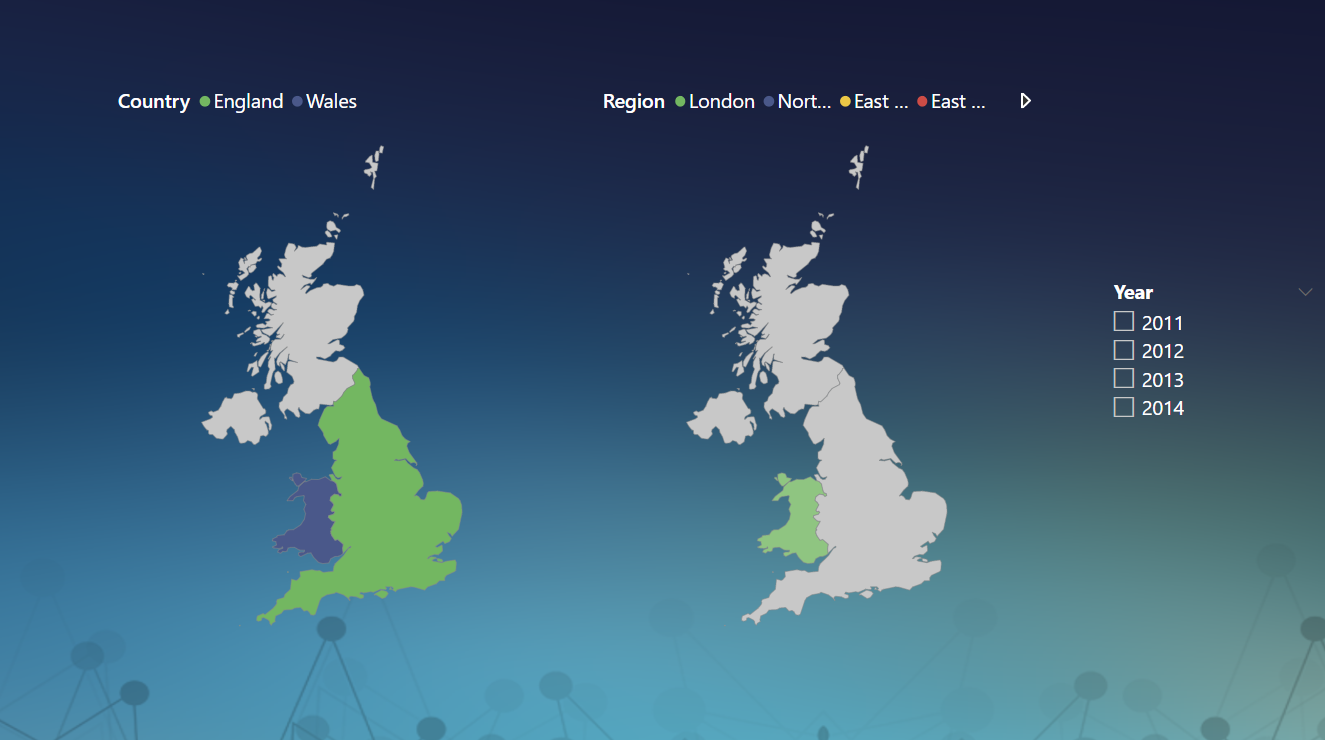 Country England Wales
Region London Nort... East ... East ...
Year
2011
2012
2013
2014